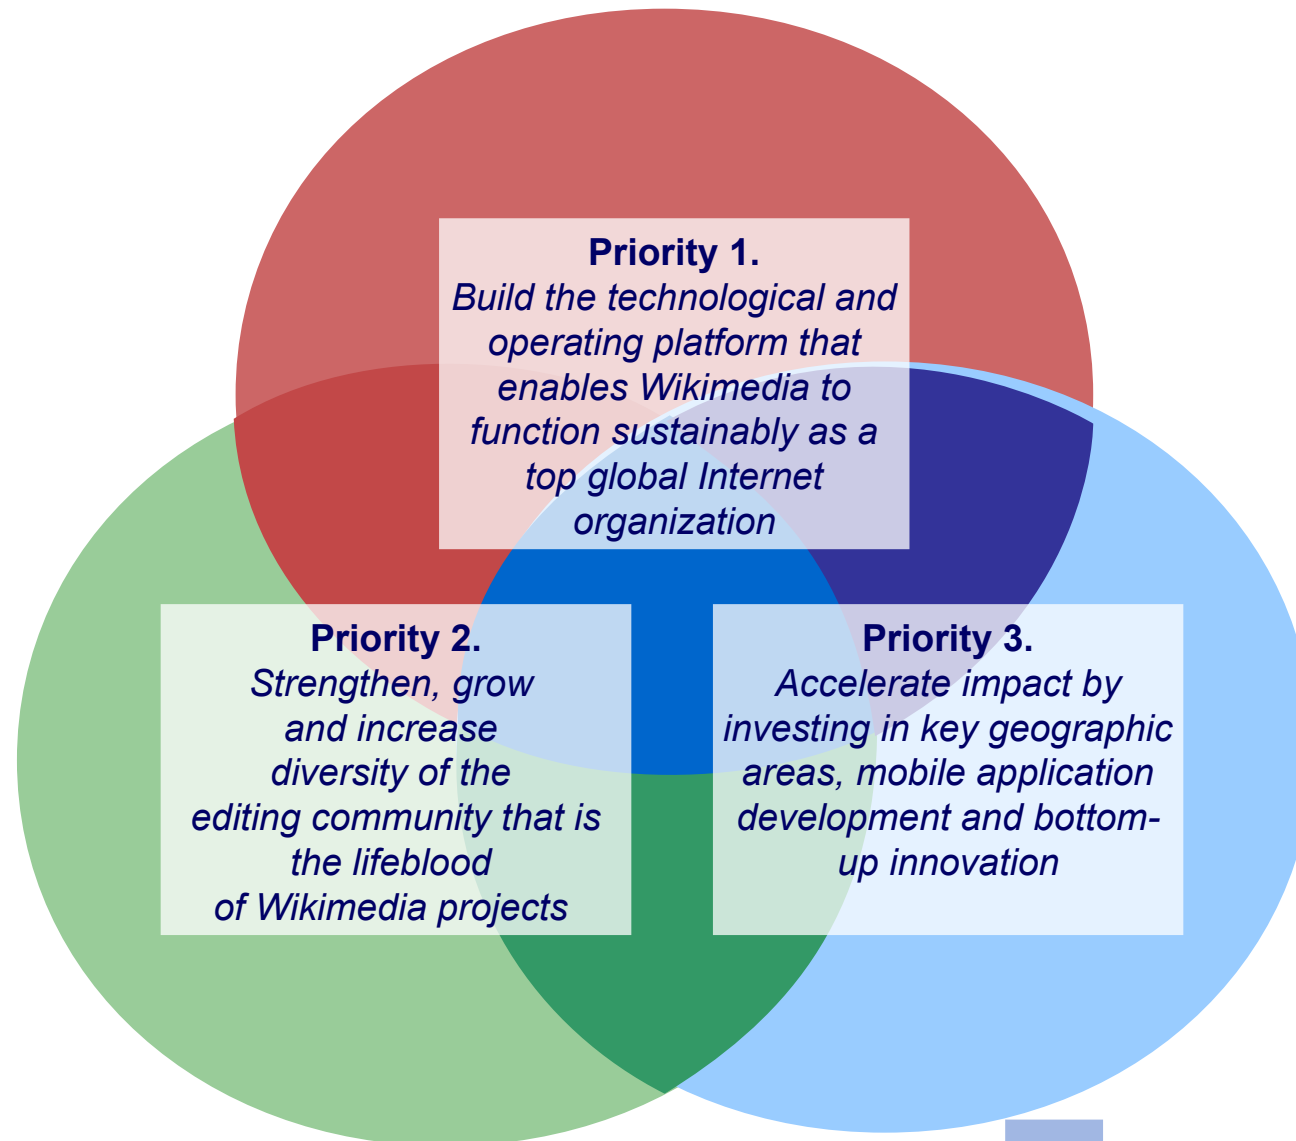 Priority 1.
Build the technological and
operating platform that
enables Wikimedia to
function sustainably as a
top global Internet
organization
Priority 2.
Strengthen, grow
and increase
diversity of the
editing community that is
the lifeblood
of Wikimedia projects
Priority 3.
Accelerate impact by
investing in key geographic
areas, mobile application
development and bottom-
up innovation